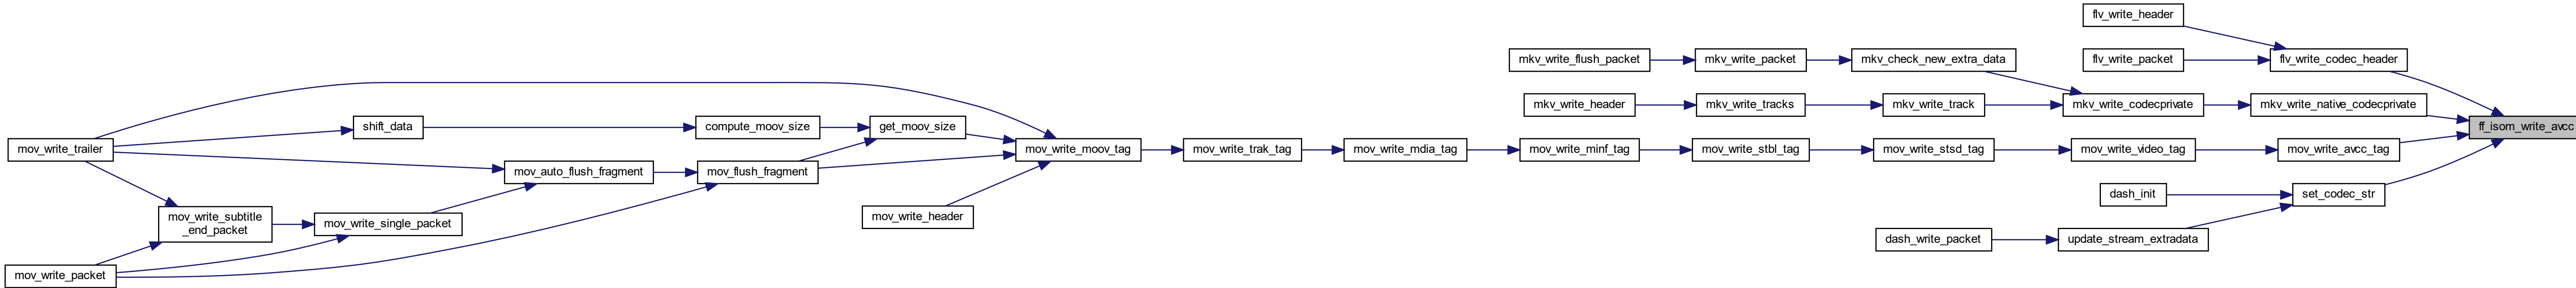 flv_write_header
mkv_write_flush_packet
mkv_write_packet
mkv_check_new_extra_data
flv_write_packet
flv_write_codec_header
mkv_write_header
mkv_write_tracks
mkv_write_track
mkv_write_codecprivate
mkv_write_native_codecprivate
shift_data
compute_moov_size
get_moov_size
ff_isom_write_avcc
mov_write_trailer
mov_write_moov_tag
mov_write_trak_tag
mov_write_mdia_tag
mov_write_minf_tag
mov_write_stbl_tag
mov_write_stsd_tag
mov_write_video_tag
mov_write_avcc_tag
mov_auto_flush_fragment
mov_flush_fragment
dash_init
set_codec_str
mov_write_subtitle
_end_packet
mov_write_single_packet
mov_write_header
dash_write_packet
update_stream_extradata
mov_write_packet